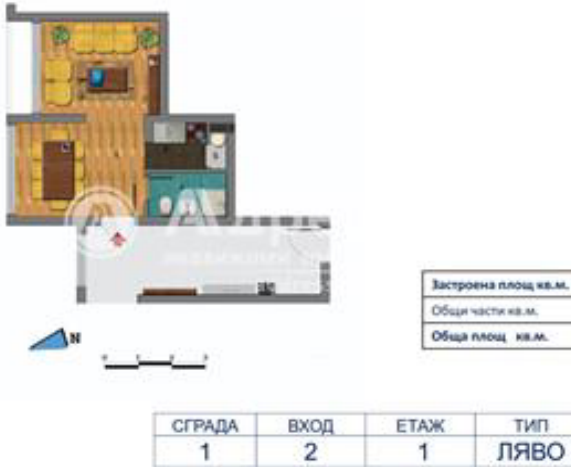 N
Застроена площ кв.м.
Общи части кв.м.
Обща площ кв.м.
СГРАДА ВХОД ЕТАЖ ТИП
1 2 1 ЛЯВО